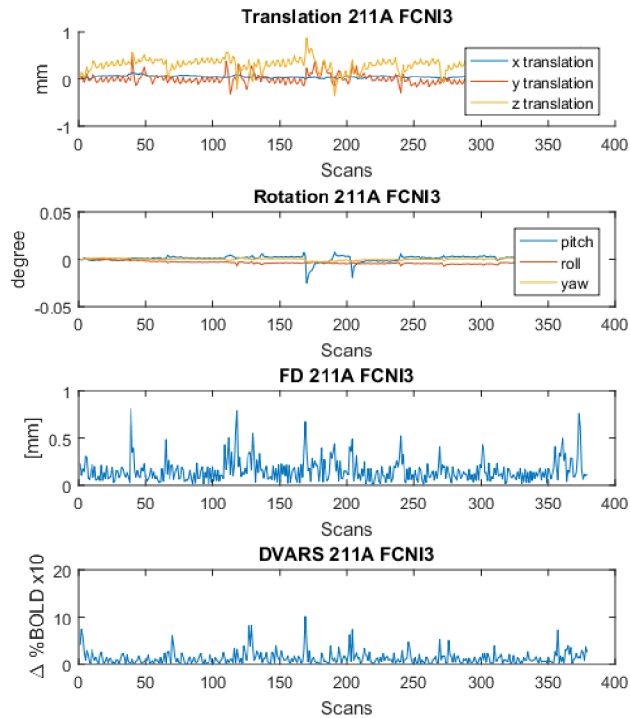 Translation 211A FCNI3
1
0
-1
mm
x translation
y translation
z translation
0 50 100 150 200 250 300 350 400
Scans
Rotation 211A FCNI3
0.05
0
-0.05
degree
pitch
roll
yaw
0 50 100 150 200 250 300 350 400
Scans
FD 211A FCNI3
1
0.5
0
[mm]
0 50 100 150 200 250 300 350 400
Scans
DVARS 211A FCNI3
20
10
0
Δ %BOLD x10
0 50 100 150 200 250 300 350 400
Scans